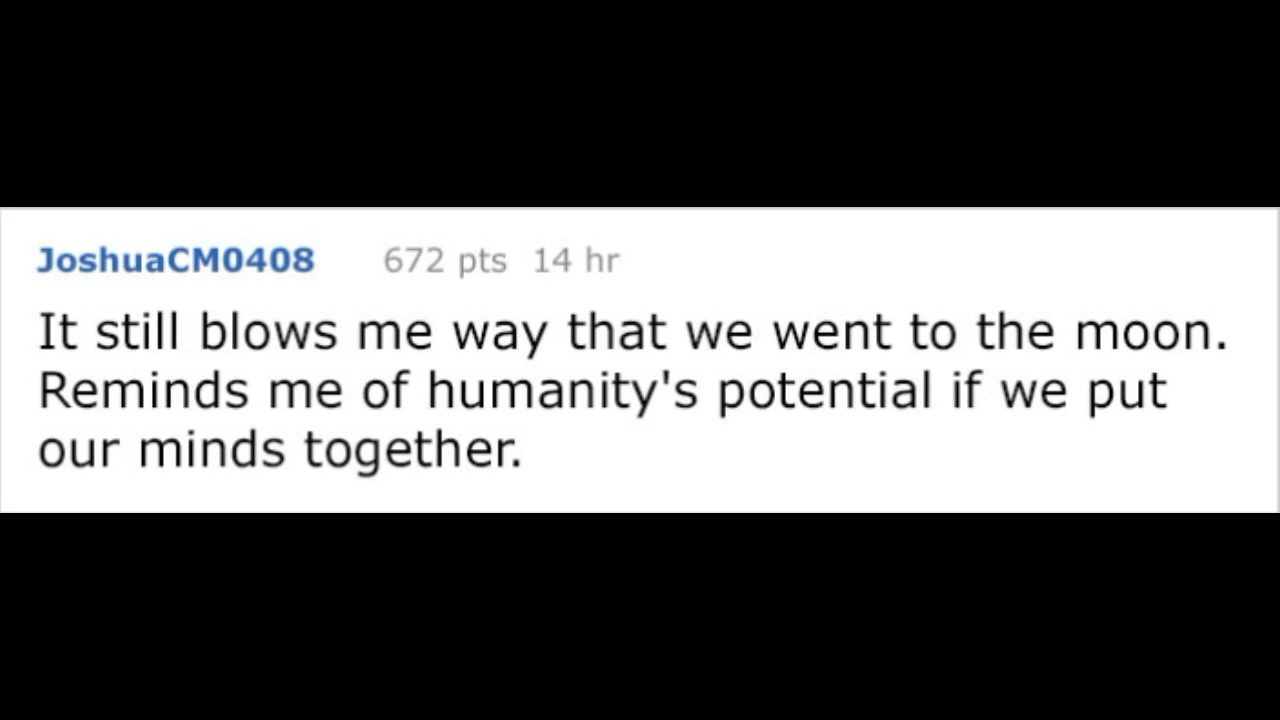 JoshuaCM0408 672 pts 14 hr
It still blows me way that we went to the moon.
Reminds me of humanity's potential if we put
our minds together.